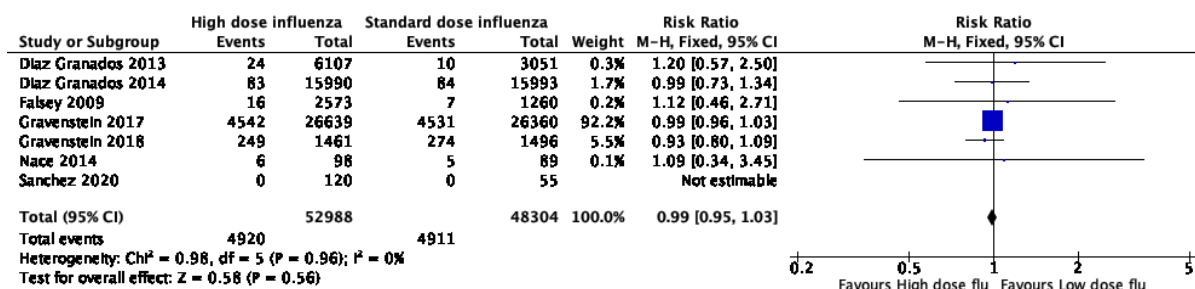 High dose influenza Standard dose influenza Risk Ratio Risk Ratio
Study or Subgroup Events Total Events Total Weight M-H, Fixed, 95% CI M-H, Fixed, 95% CI
Diaz Granados 2013 24 6107 10 3051 0.3% 1.20 [0.57, 2.50]
Diaz Granados 2014 83 15990 84 15993 1.7% 0.99 [0.73, 1.34]
Falsey 2009 16 2573 7 1260 0.2% 1.12 [0.46, 2.71]
Gravenstein 2017 4542 26639 4531 26360 92.2% 0.99 [0.96, 1.03]
Gravenstein 2018 249 1461 274 1496 5.5% 0.93 [0.80, 1.09]
Nace 2014 6 98 5 89 0.1% 1.09 [0.34, 3.45]
Sanchez 2020 0 120 0 55 Not estimable
Total (95% CI) 52988 48304 100.0% 0.99 [0.95, 1.03]
Total events 4920 4911
Heterogeneity: Chi² = 0.98, df = 5 (P = 0.96); I² = 0%
Test for overall effect: Z = 0.58 (P = 0.56)
0.2 0.5 1 2 5
Favours High dose flu Favours Low dose flu